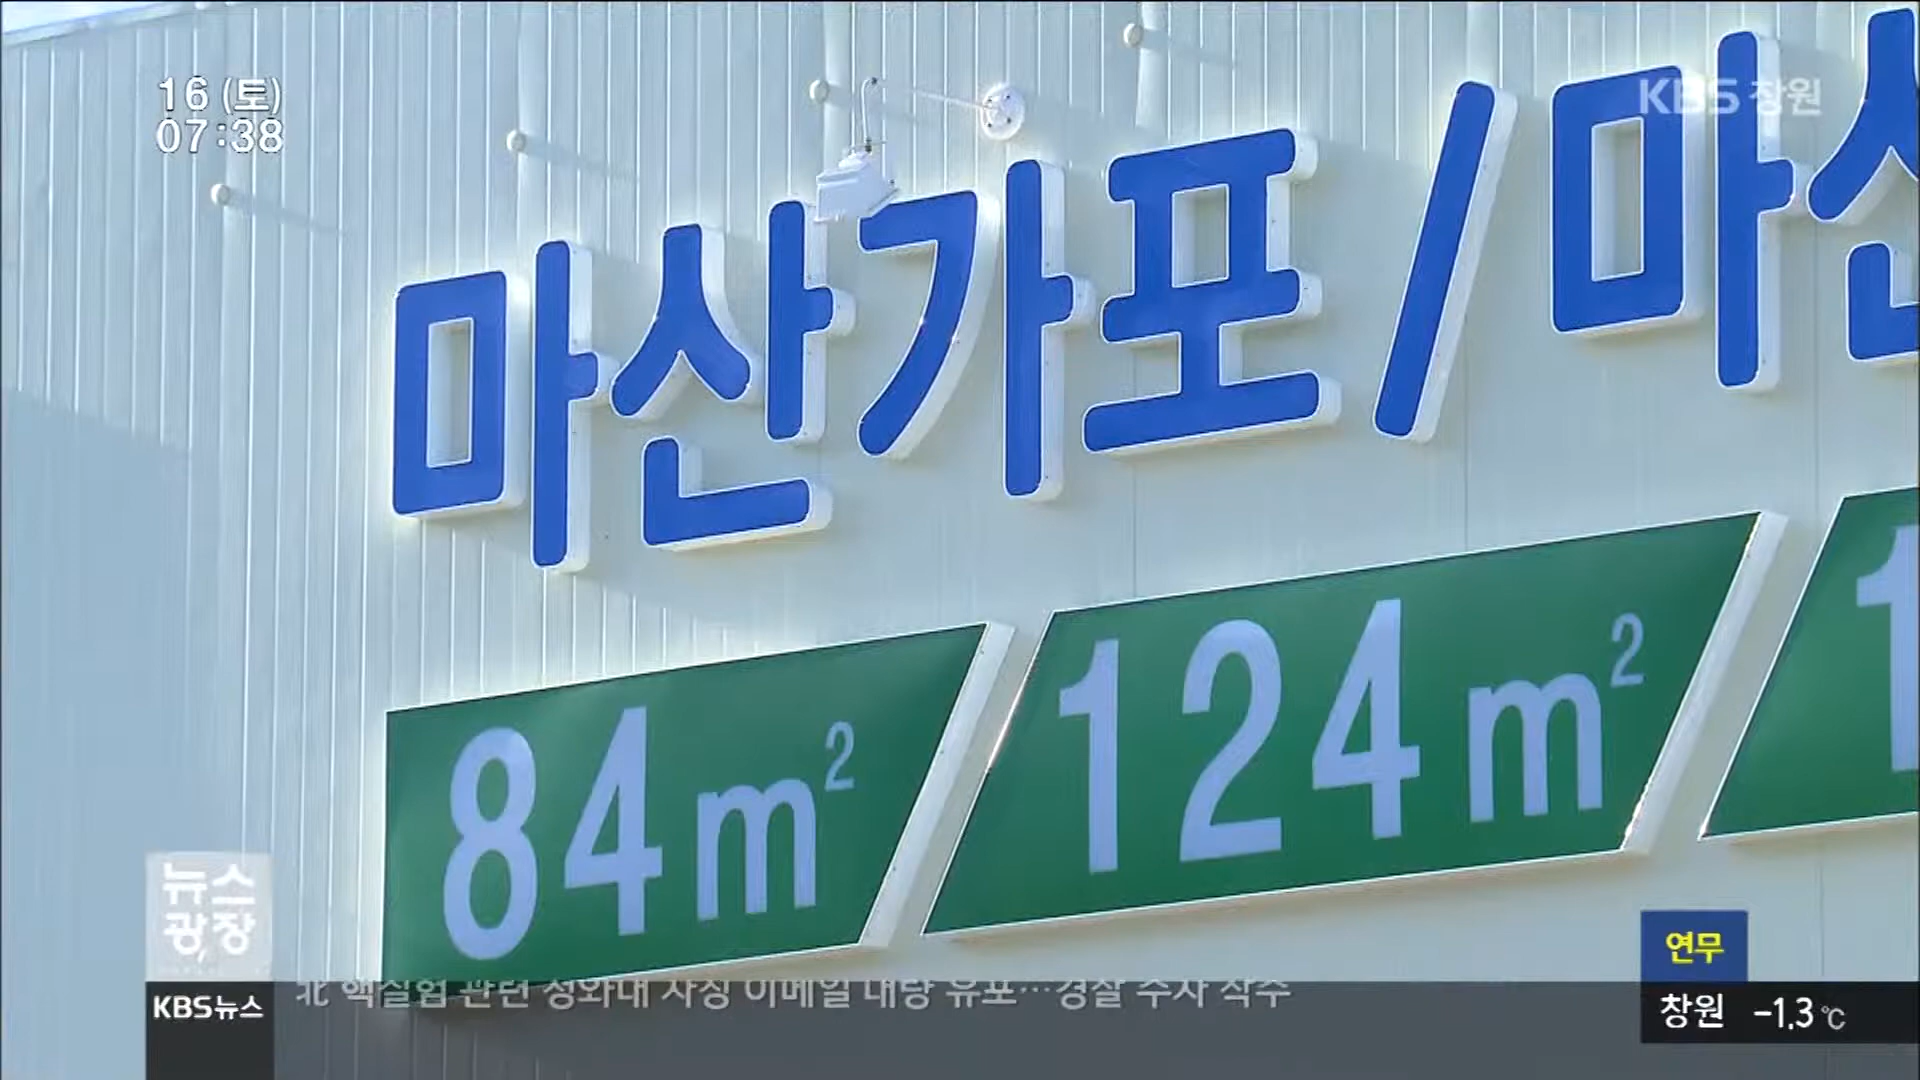 16 (토)
07:38
KBS 창원
마산가포/마산
84m²
124m²
1
뉴스
광장
KBS뉴스
北 핵실험 관련 청와대 사칭 이메일 대량 유포…경찰 수사 착수
연무
창원 -1.3℃